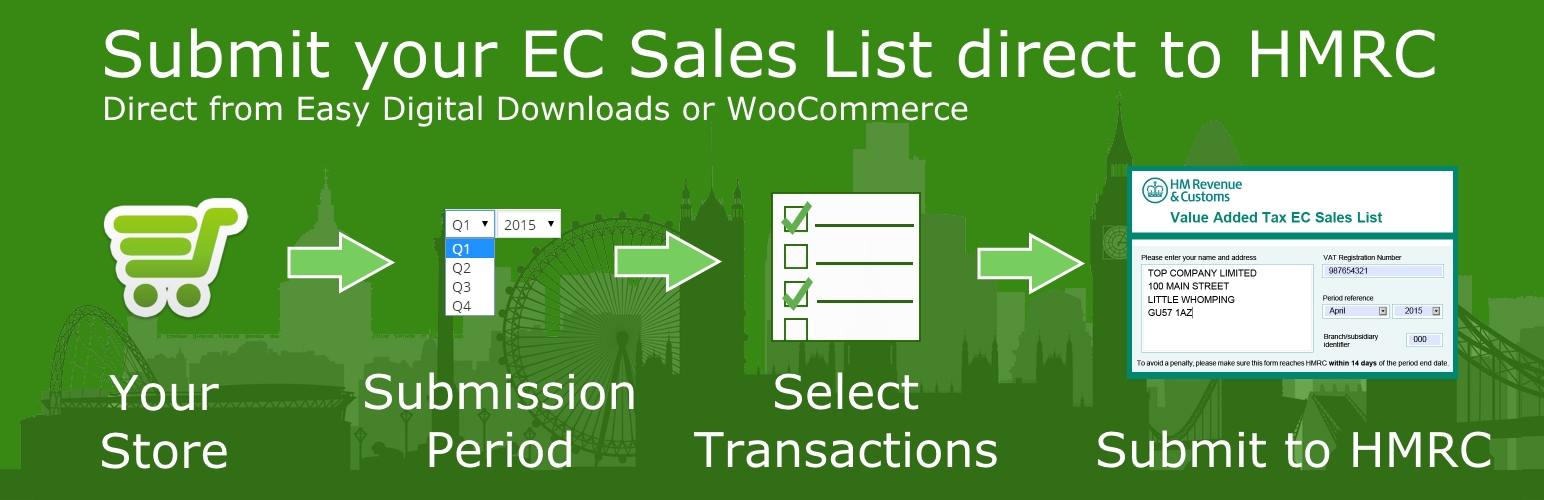 Submit your EC Sales List direct to HMRC
Direct from Easy Digital Downloads or WooCommerce
Q1 2015
Q1
Q2
Q3
Q4
HM Revenue
& Customs
Value Added Tax EC Sales List
Please enter your name and address
TOP COMPANY LIMITED
100 MAIN STREET
LITTLE WHOMPING
GU57 1AZ
VAT Registration Number
987654321
Period reference
April 2015
Branch/subsidiary
identifier
000
To avoid a penalty, please make sure this form reaches HMRC within 14 days of the period end date.
Your
Store
Submission
Period
Select
Transactions
Submit to HMRC